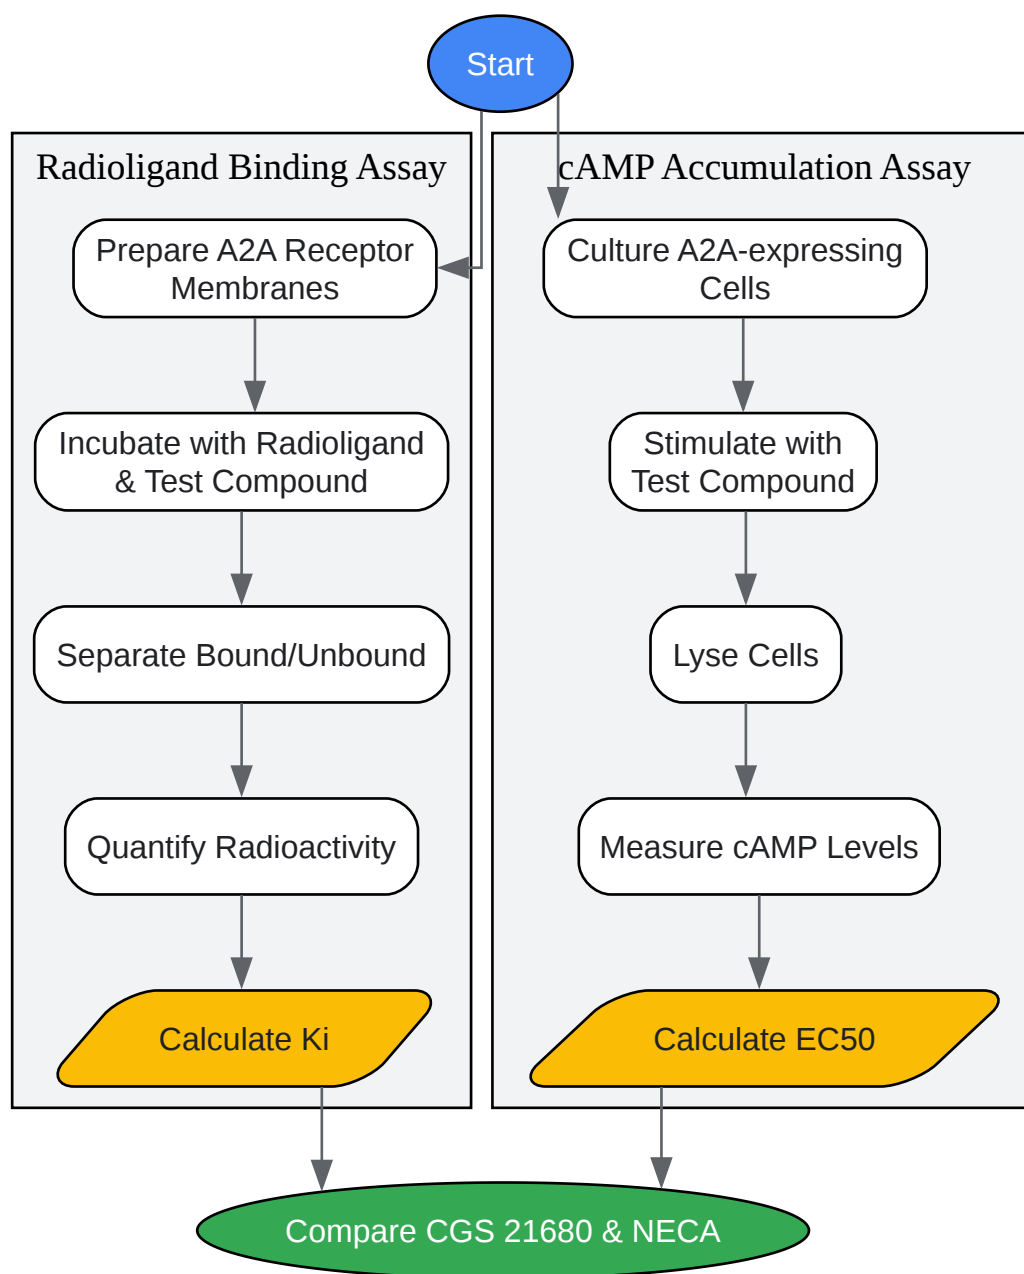 Start
Radioligand Binding Assay
Prepare A2A Receptor
Membranes
Incubate with Radioligand
& Test Compound
Separate Bound/Unbound
Quantify Radioactivity
Calculate Ki
cAMP Accumulation Assay
Culture A2A-expressing
Cells
Stimulate with
Test Compound
Lyse Cells
Measure cAMP Levels
Calculate EC50
Compare CGS 21680 & NECA